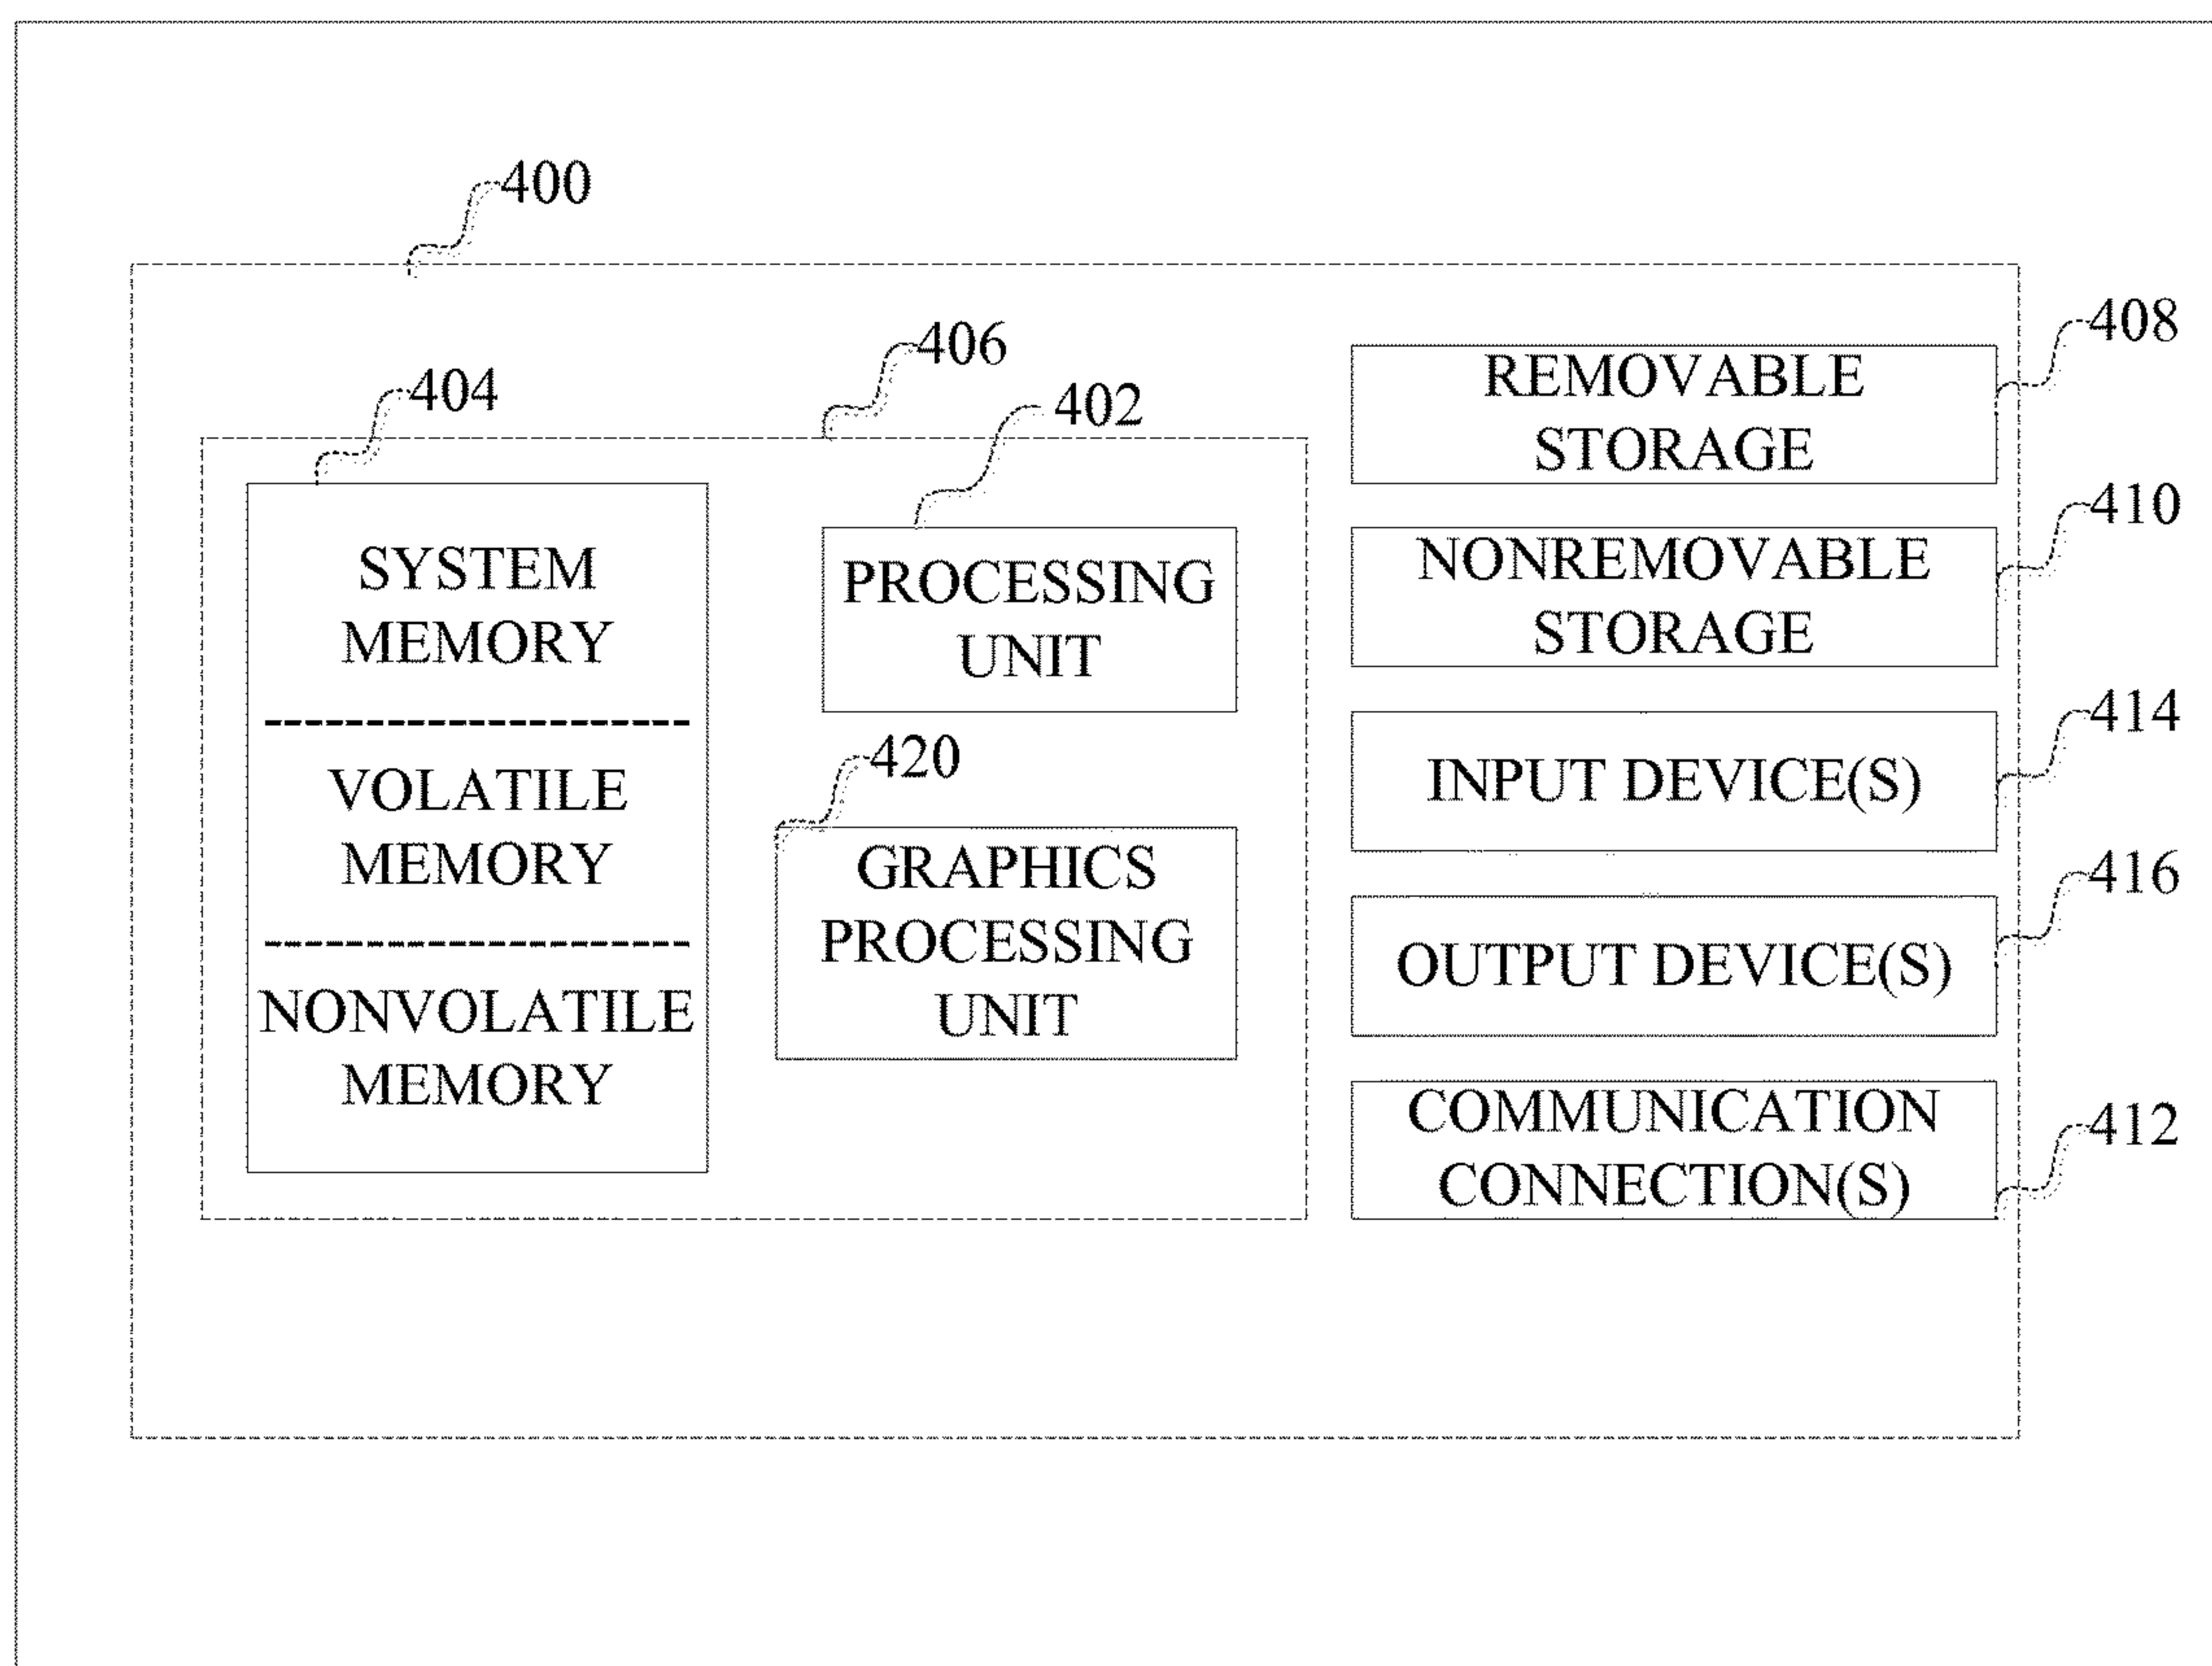 400
406
404
402
SYSTEM
MEMORY
VOLATILE
MEMORY
NONVOLATILE
MEMORY
PROCESSING
UNIT
420
GRAPHICS
PROCESSING
UNIT
408
REMOVABLE
STORAGE
410
NONREMOVABLE
STORAGE
414
INPUT DEVICE(S)
416
OUTPUT DEVICE(S)
412
COMMUNICATION
CONNECTION(S)